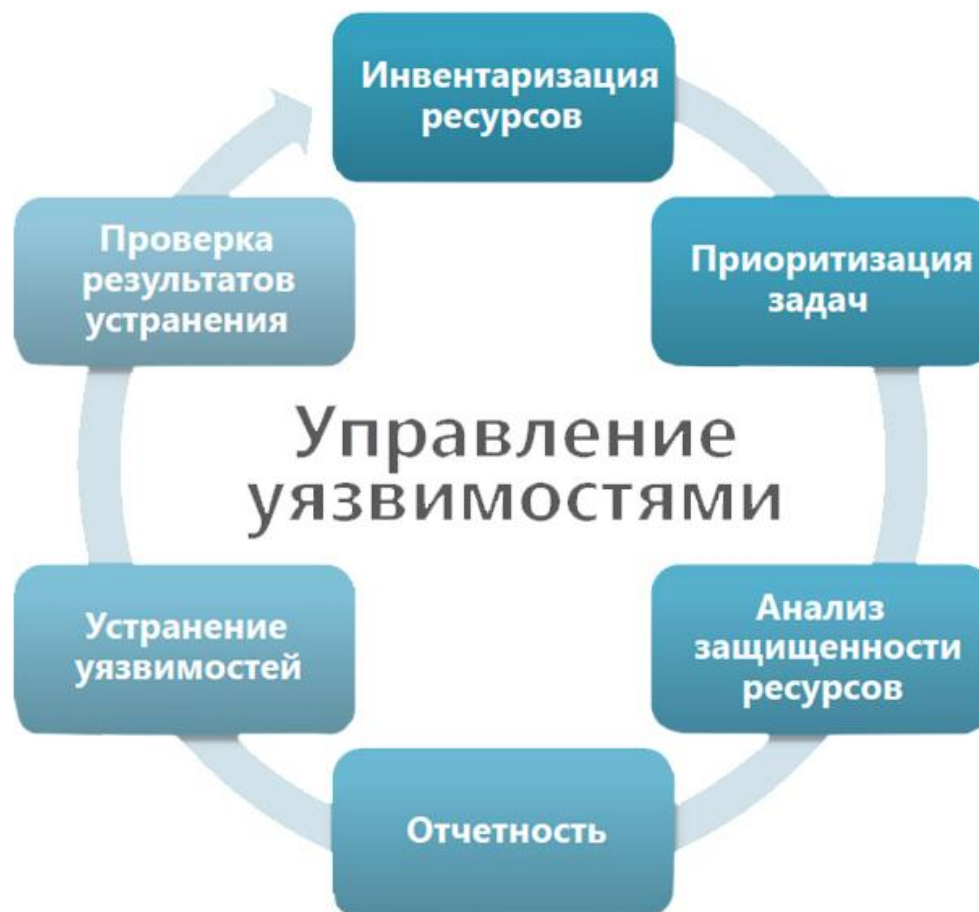 Инвентаризация
ресурсов
Приоритизация
задач
Анализ
защищенности
ресурсов
Отчетность
Устранение
уязвимостей
Проверка
результатов
устранения
Управление
уязвимостями